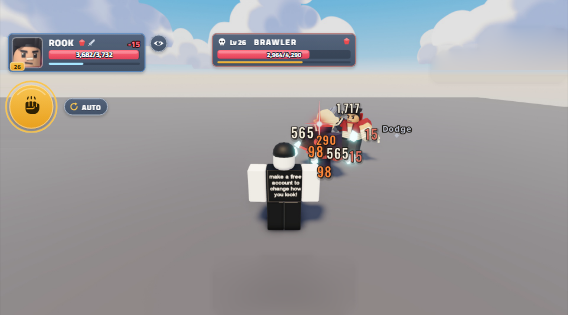 ROOK
-15
3,682/3,732
26
AUTO
Lv 26 BRAWLER
2,964/4,290
1,717
565
15
Dodge
290
98
565
15
98
make a free
account to
change how
you look!